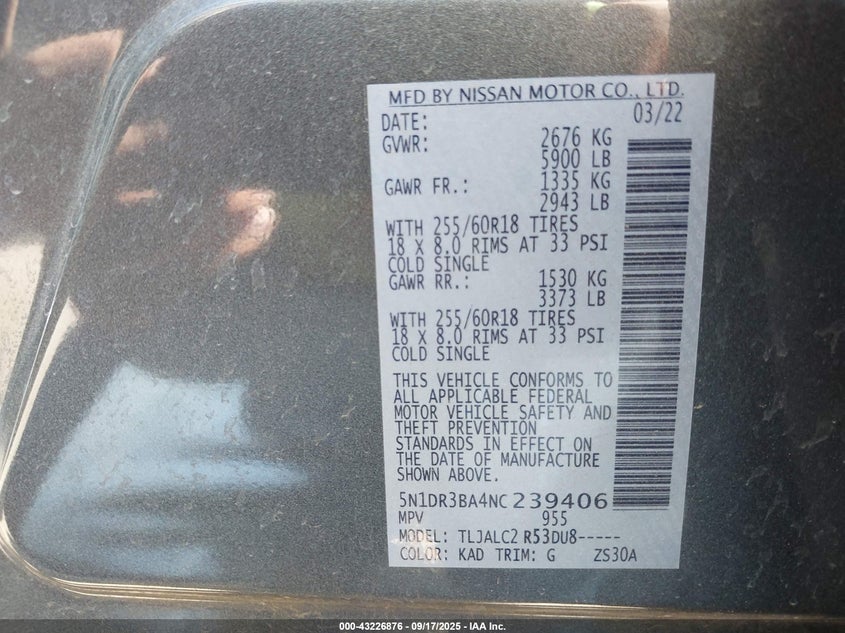 MFD BY NISSAN MOTOR CO., LTD.
DATE: 03/22
GVWR: 2676 KG
5900 LB
GAWR FR.: 1335 KG
2943 LB
WITH 255/60R18 TIRES
18 X 8.0 RIMS AT 33 PSI
COLD SINGLE
GAWR RR.: 1530 KG
3373 LB
WITH 255/60R18 TIRES
18 X 8.0 RIMS AT 33 PSI
COLD SINGLE
THIS VEHICLE CONFORMS TO
ALL APPLICABLE FEDERAL
MOTOR VEHICLE SAFETY AND
THEFT PREVENTION
STANDARDS IN EFFECT ON
THE DATE OF MANUFACTURE
SHOWN ABOVE.
5N1DR3BA4NC239406
MPV 955
MODEL: TLJALC2 R53DU8-----
COLOR: KAD TRIM: G ZS30A
000-43226876 - 09/17/2025 - IAA Inc.